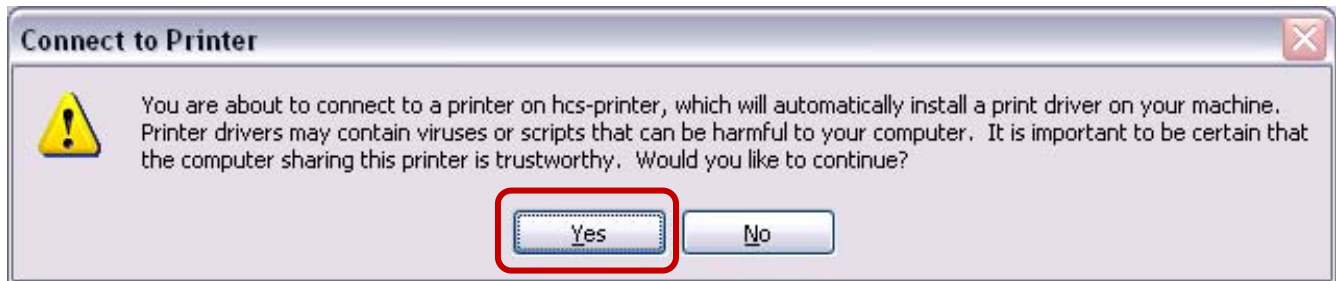 Connect to Printer
You are about to connect to a printer on hcs-printer, which will automatically install a print driver on your machine.
Printer drivers may contain viruses or scripts that can be harmful to your computer.  It is important to be certain that
the computer sharing this printer is trustworthy.  Would you like to continue?
Yes No